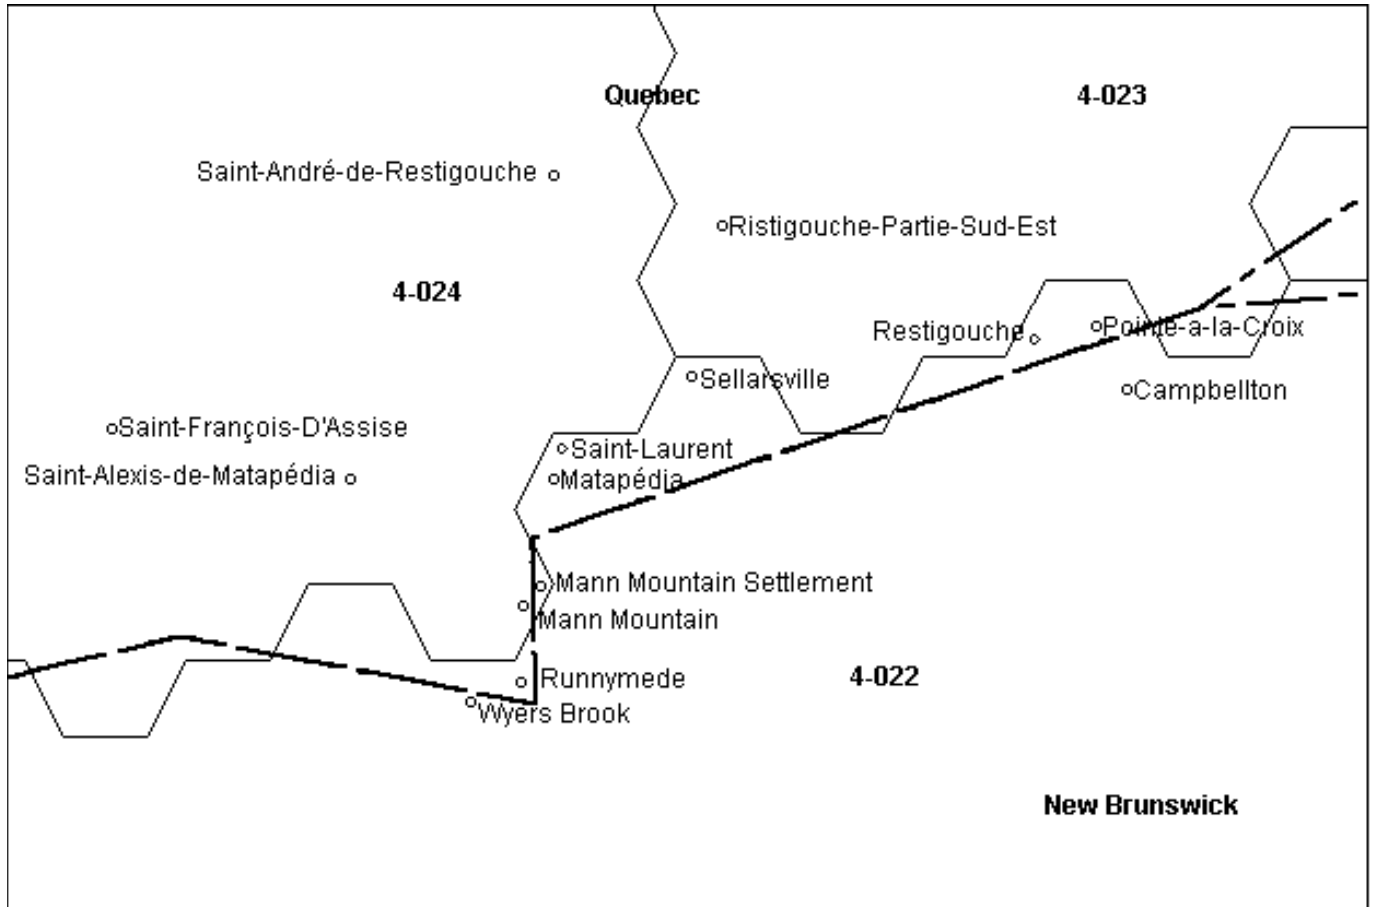 Quebec
4-023
Saint-André-de-Restigouche
Ristigouche-Partie-Sud-Est
4-024
Restigouche
Pointe-a-la-Croix
Sellarsville
Campbellton
Saint-François-D'Assise
Saint-Laurent
Saint-Alexis-de-Matapédia
Matapédia
Mann Mountain Settlement
Mann Mountain
Runnymede
4-022
Wyers Brook
New Brunswick